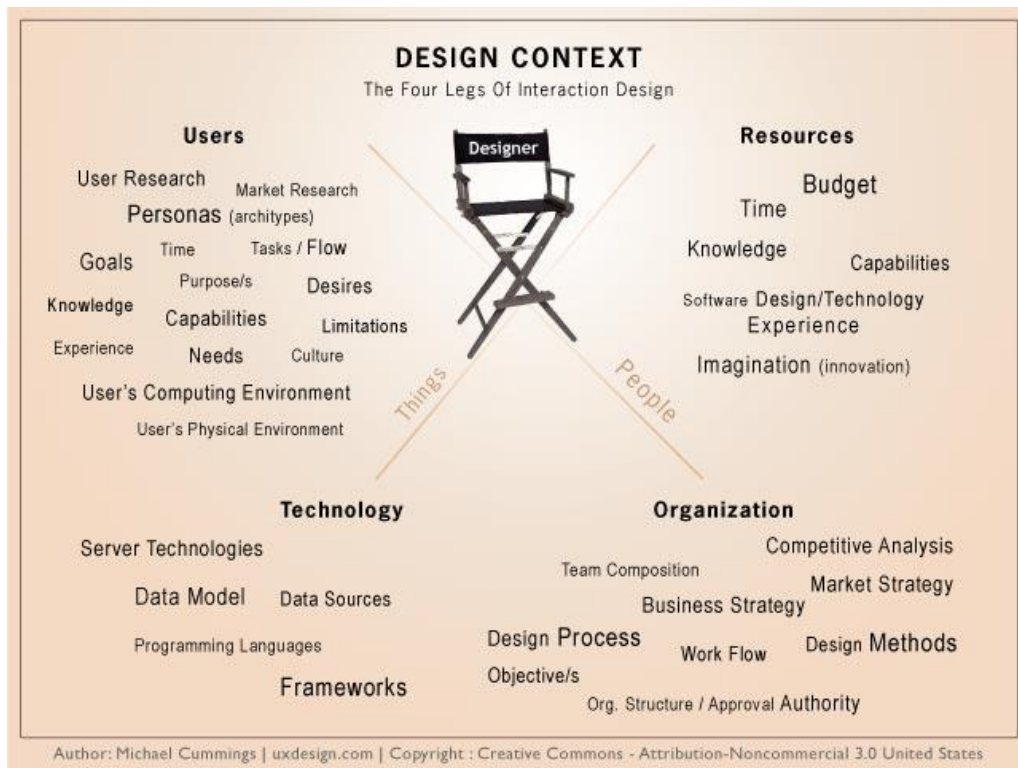 DESIGN CONTEXT
The Four Legs Of Interaction Design
Designer
Users
User Research
Market Research
Personas (architypes)
Time
Tasks / Flow
Goals
Purpose/s
Desires
Knowledge
Capabilities
Limitations
Experience
Needs
Culture
User's Computing Environment
User's Physical Environment
Resources
Budget
Time
Knowledge
Capabilities
Software Design/Technology
Experience
Imagination (innovation)
Things
People
Technology
Server Technologies
Data Model
Data Sources
Programming Languages
Frameworks
Organization
Competitive Analysis
Team Composition
Market Strategy
Business Strategy
Design Process
Work Flow
Design Methods
Objective/s
Org. Structure / Approval Authority
Author: Michael Cummings | uxdesign.com | Copyright : Creative Commons - Attribution-Noncommercial 3.0 United States